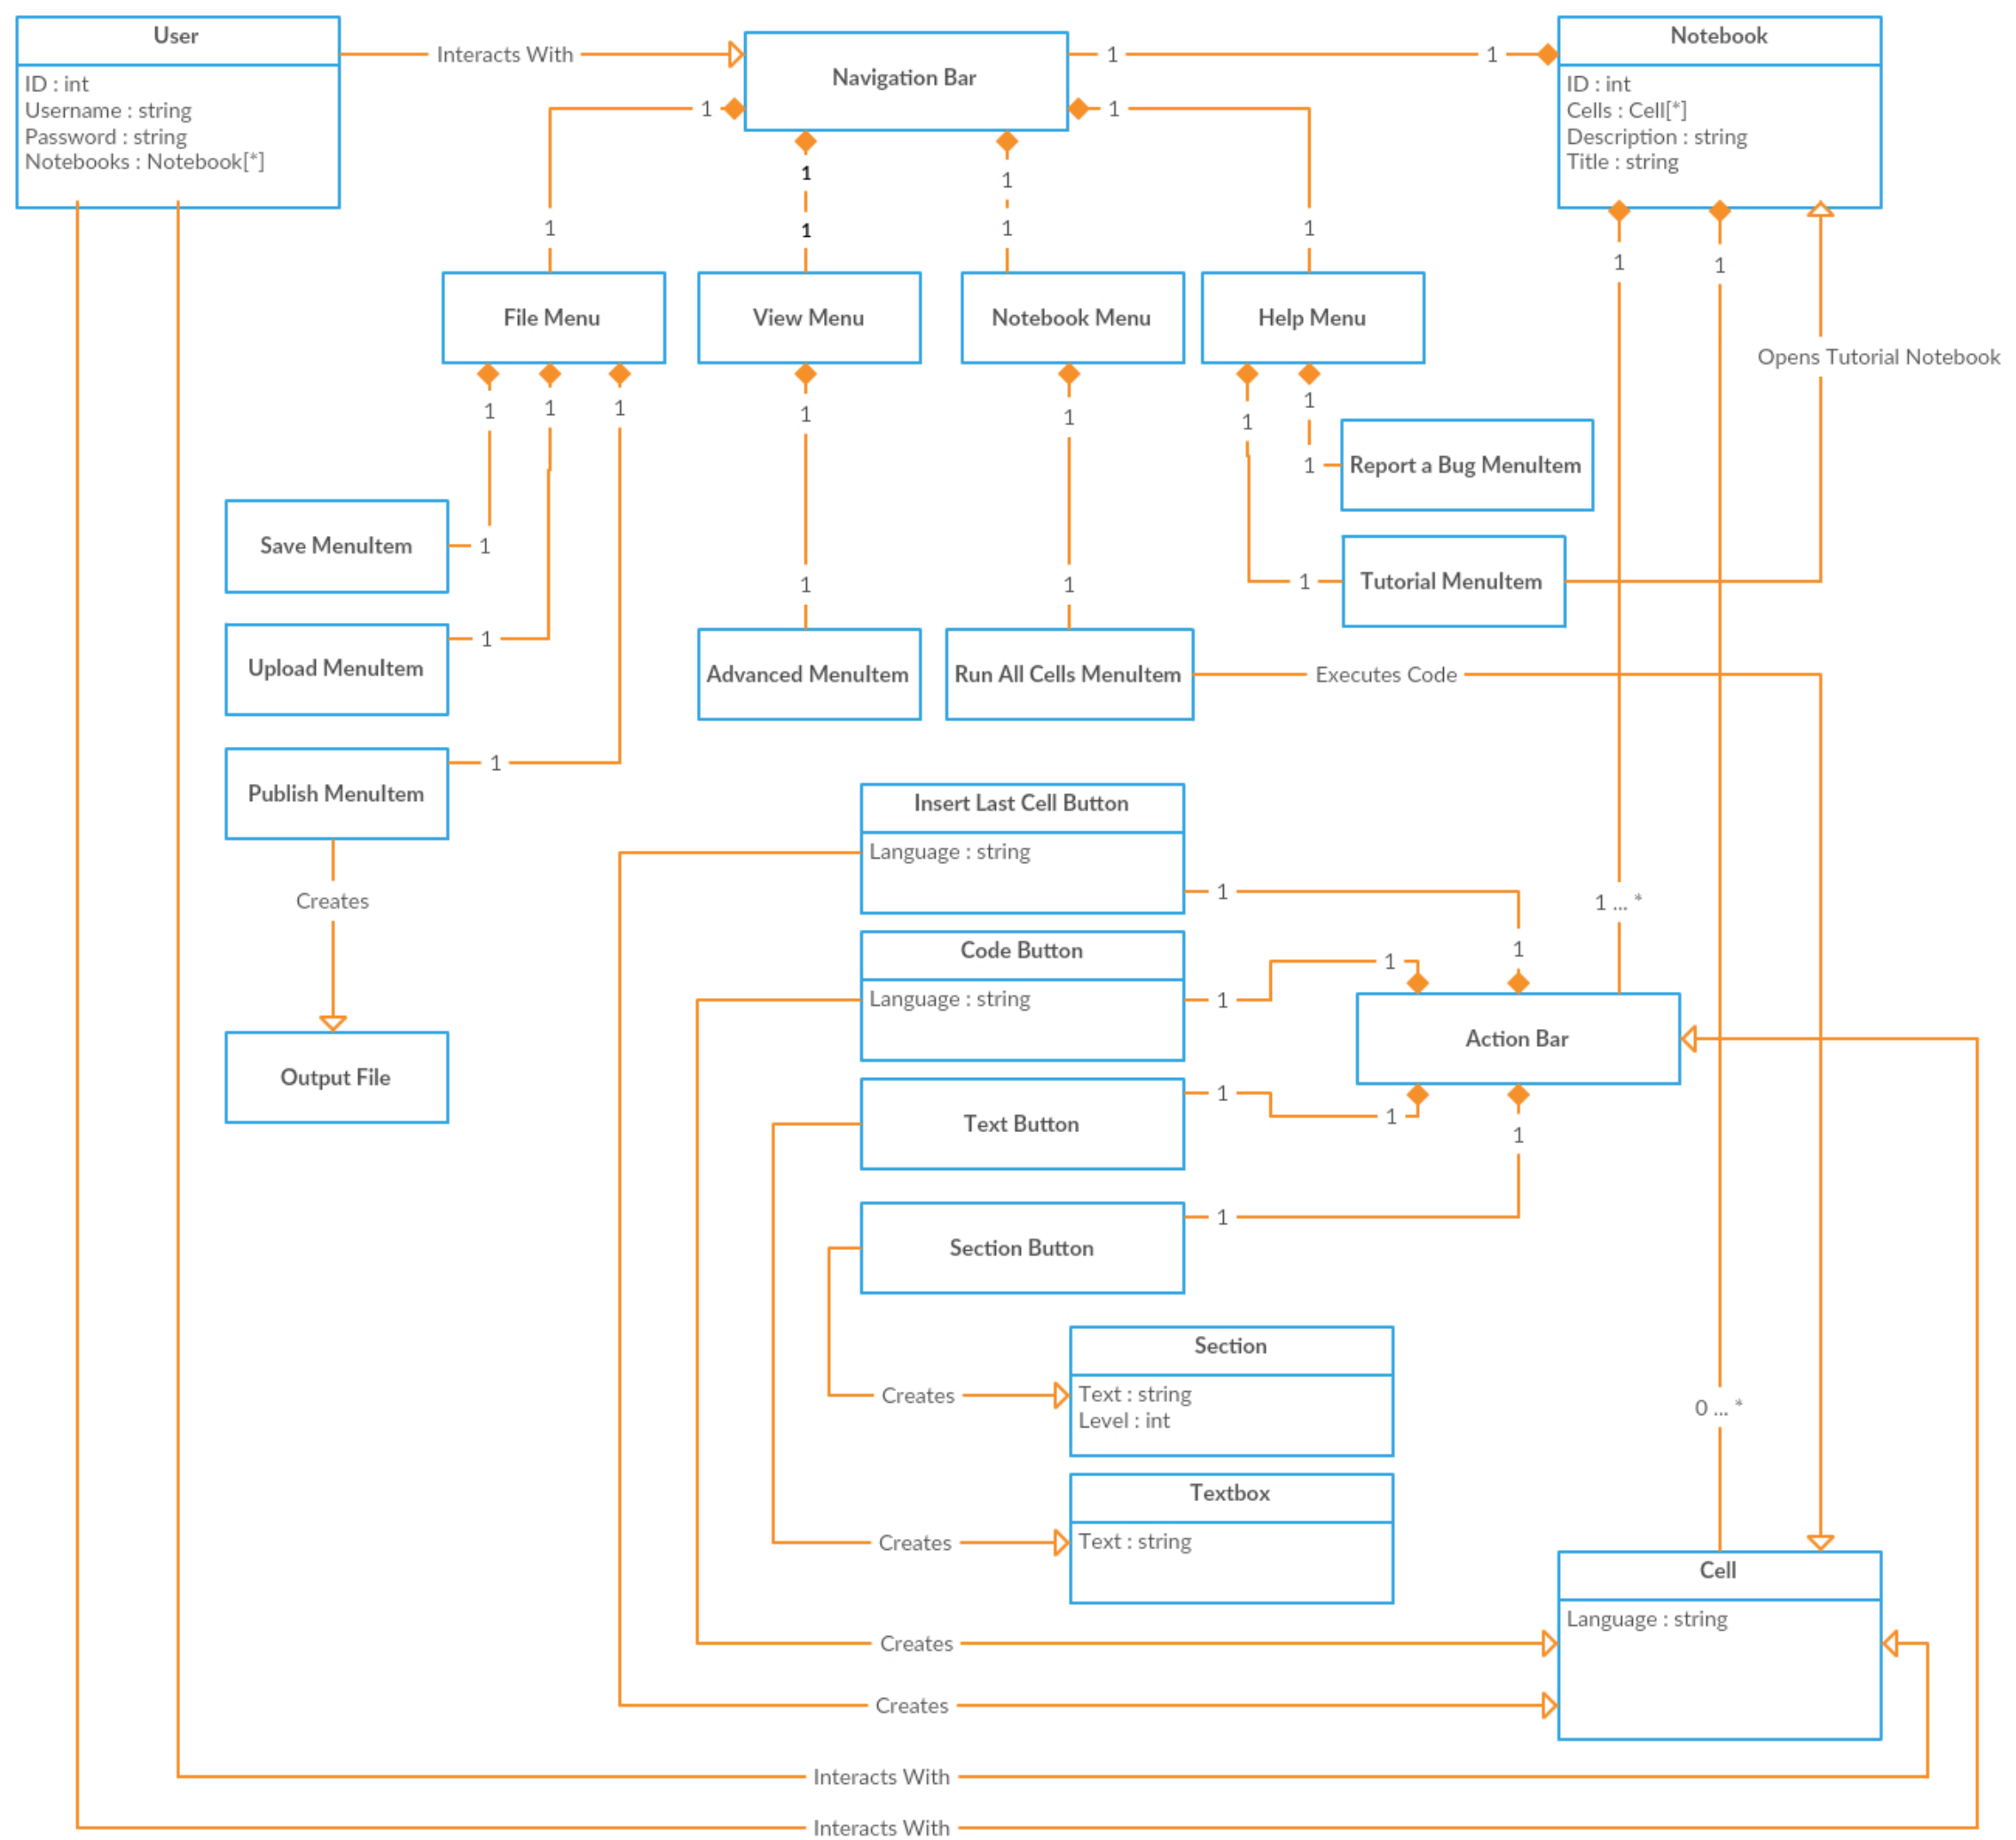 User
ID : int
Username : string
Password : string
Notebooks : Notebook[*]
Interacts With
Navigation Bar
1
1
Notebook
ID : int
Cells : Cell[*]
Description : string
Title : string
1
1
1
1
1
1
1
1
File Menu
View Menu
Notebook Menu
Help Menu
1
1
Opens Tutorial Notebook
1
1
1
1
1
1
1
Report a Bug MenuItem
1
Save MenuItem
1
1
Tutorial MenuItem
1
1
1
Upload MenuItem
Advanced MenuItem
Run All Cells MenuItem
Executes Code
1
Publish MenuItem
Creates
Output File
Insert Last Cell Button
Language : string
1
1
1 ... *
Code Button
Language : string
1
1
Action Bar
Text Button
1
1
1
Section Button
1
Section
Text : string
Level : int
Creates
0 ... *
Textbox
Text : string
Creates
Cell
Language : string
Creates
Creates
Interacts With
Interacts With